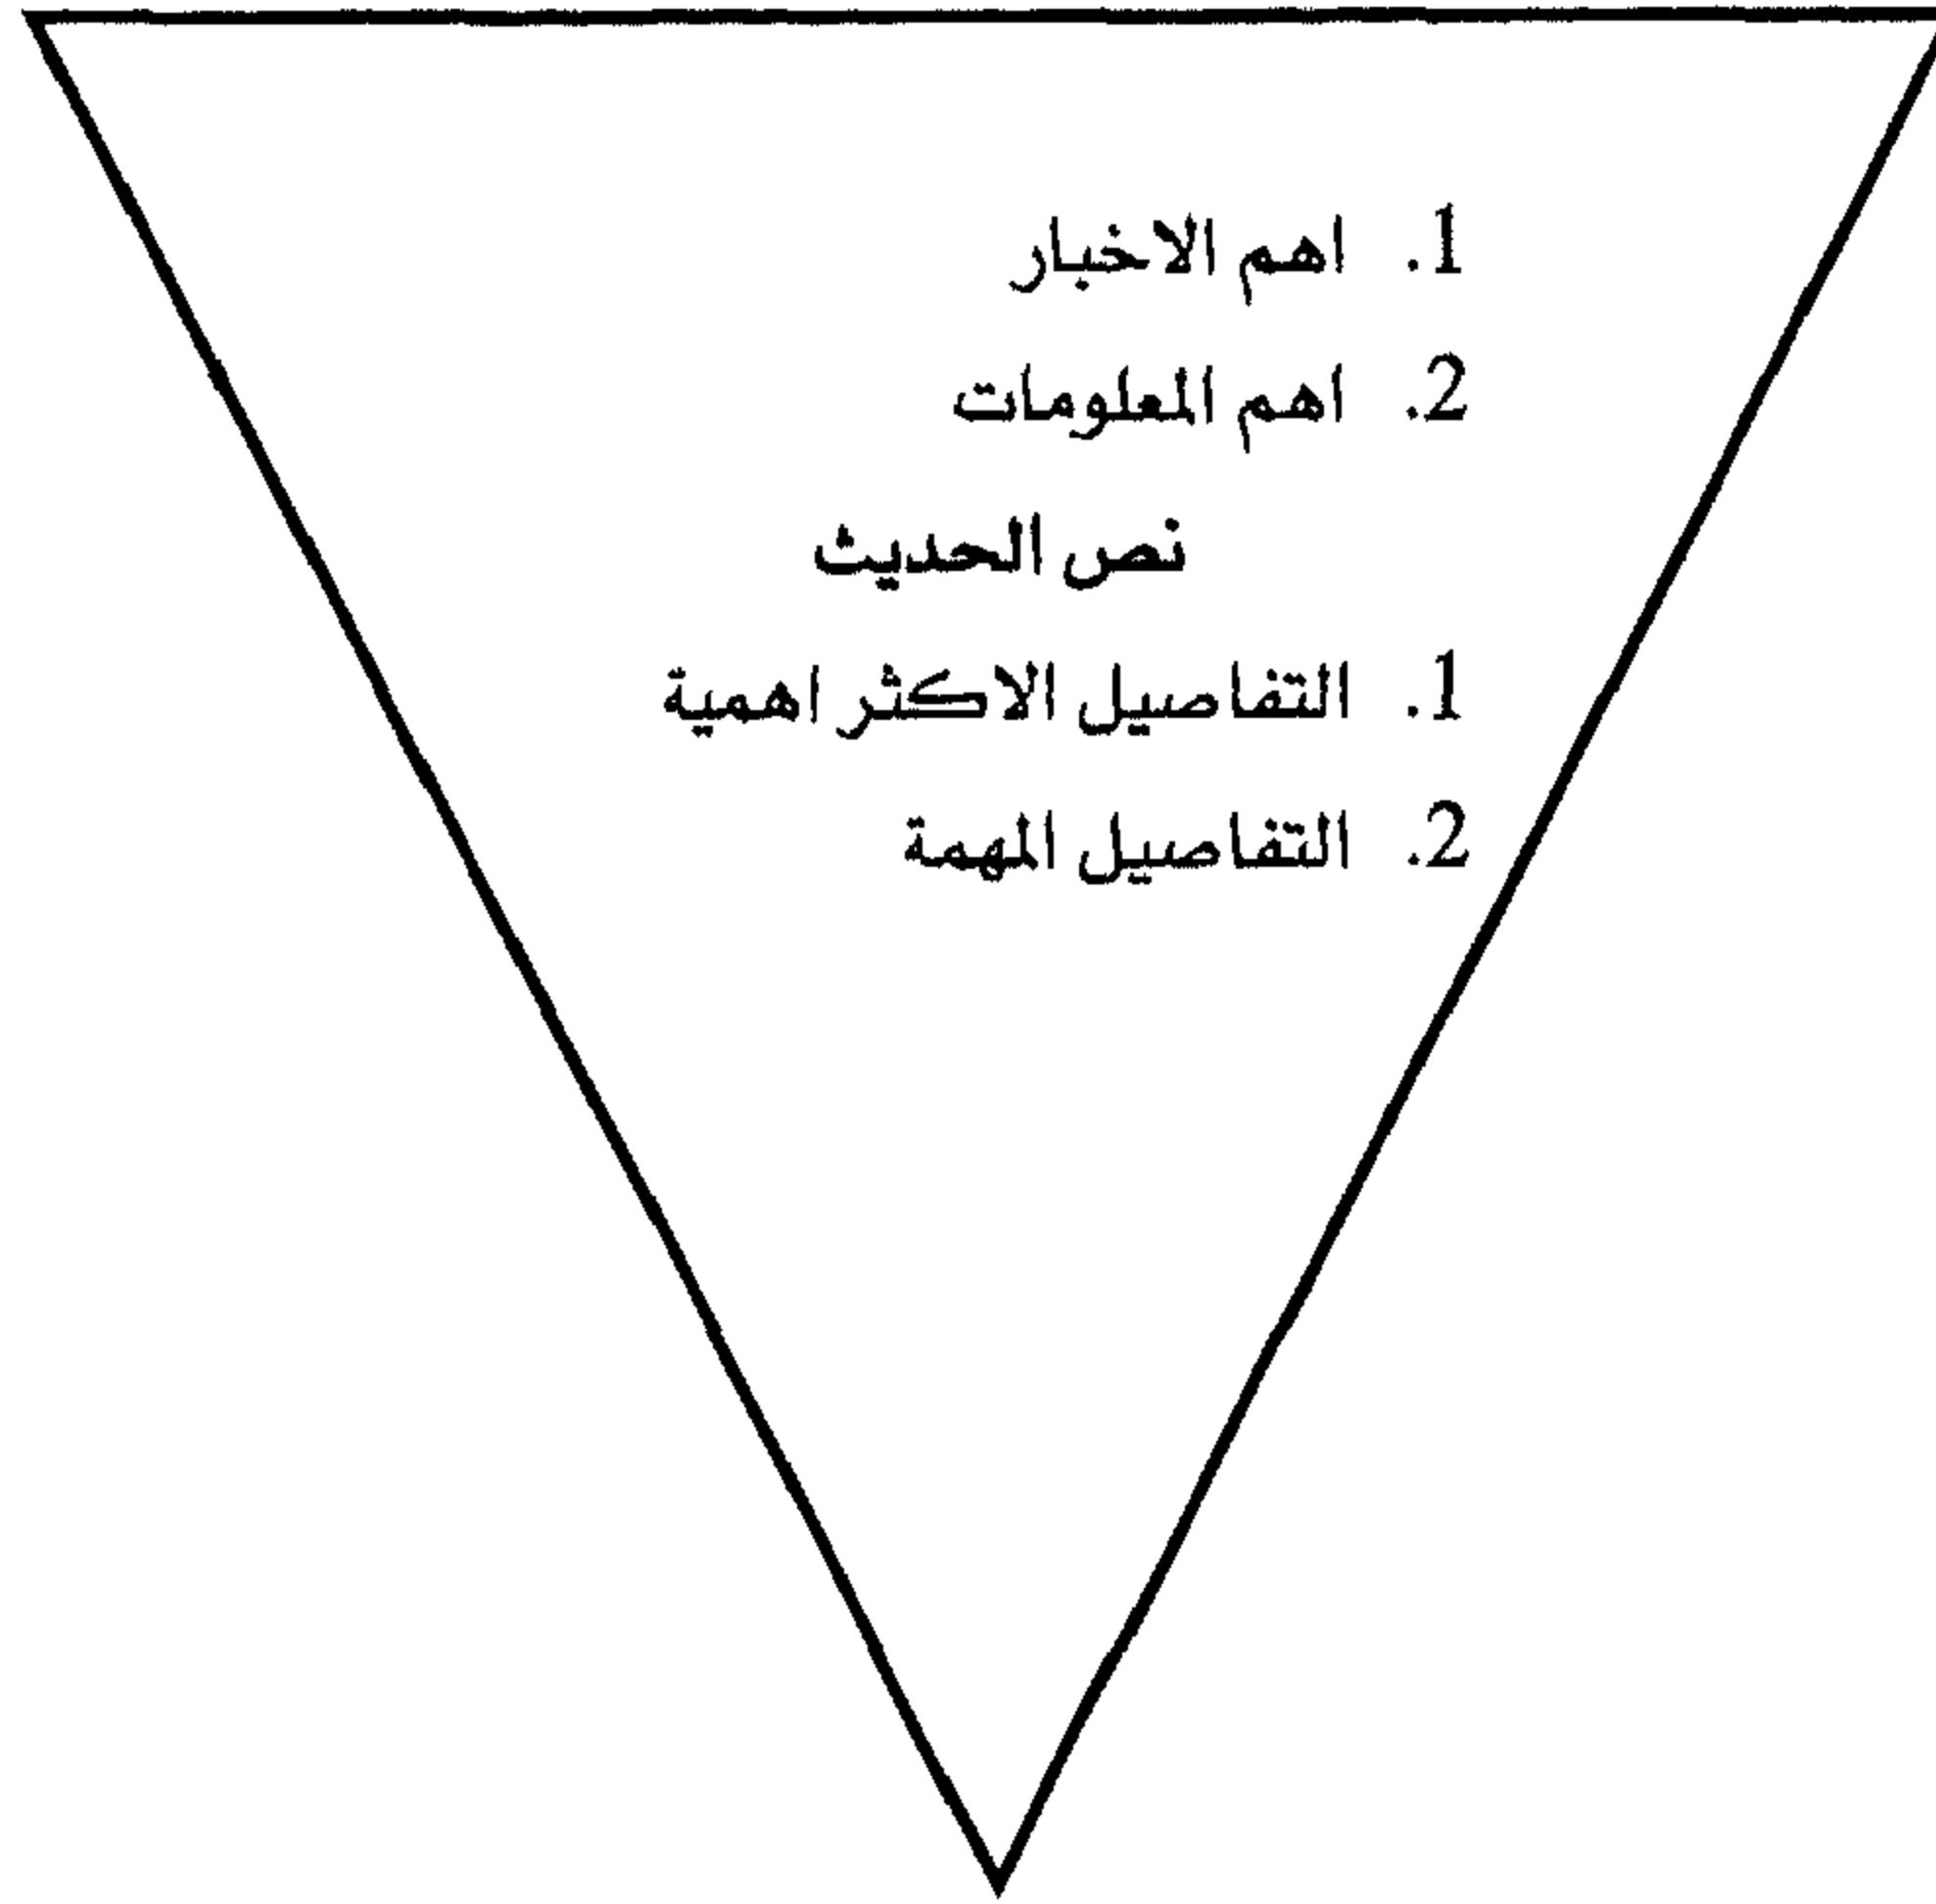 1. اهم الاخبار
2. اهم المعلومات
نص الحديث
1. التفاصيل الاكثر اهمية
2. التفاصيل المهمة